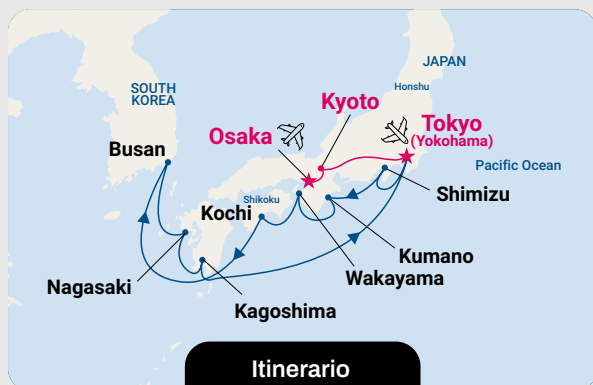 JAPAN
SOUTH
KOREA
Honshu
Kyoto
Tokyo
(Yokohama)
Osaka
Busan
Pacific Ocean
Shimizu
Shikoku
Kochi
Kumano
Wakayama
Nagasaki
Kagoshima
Itinerario